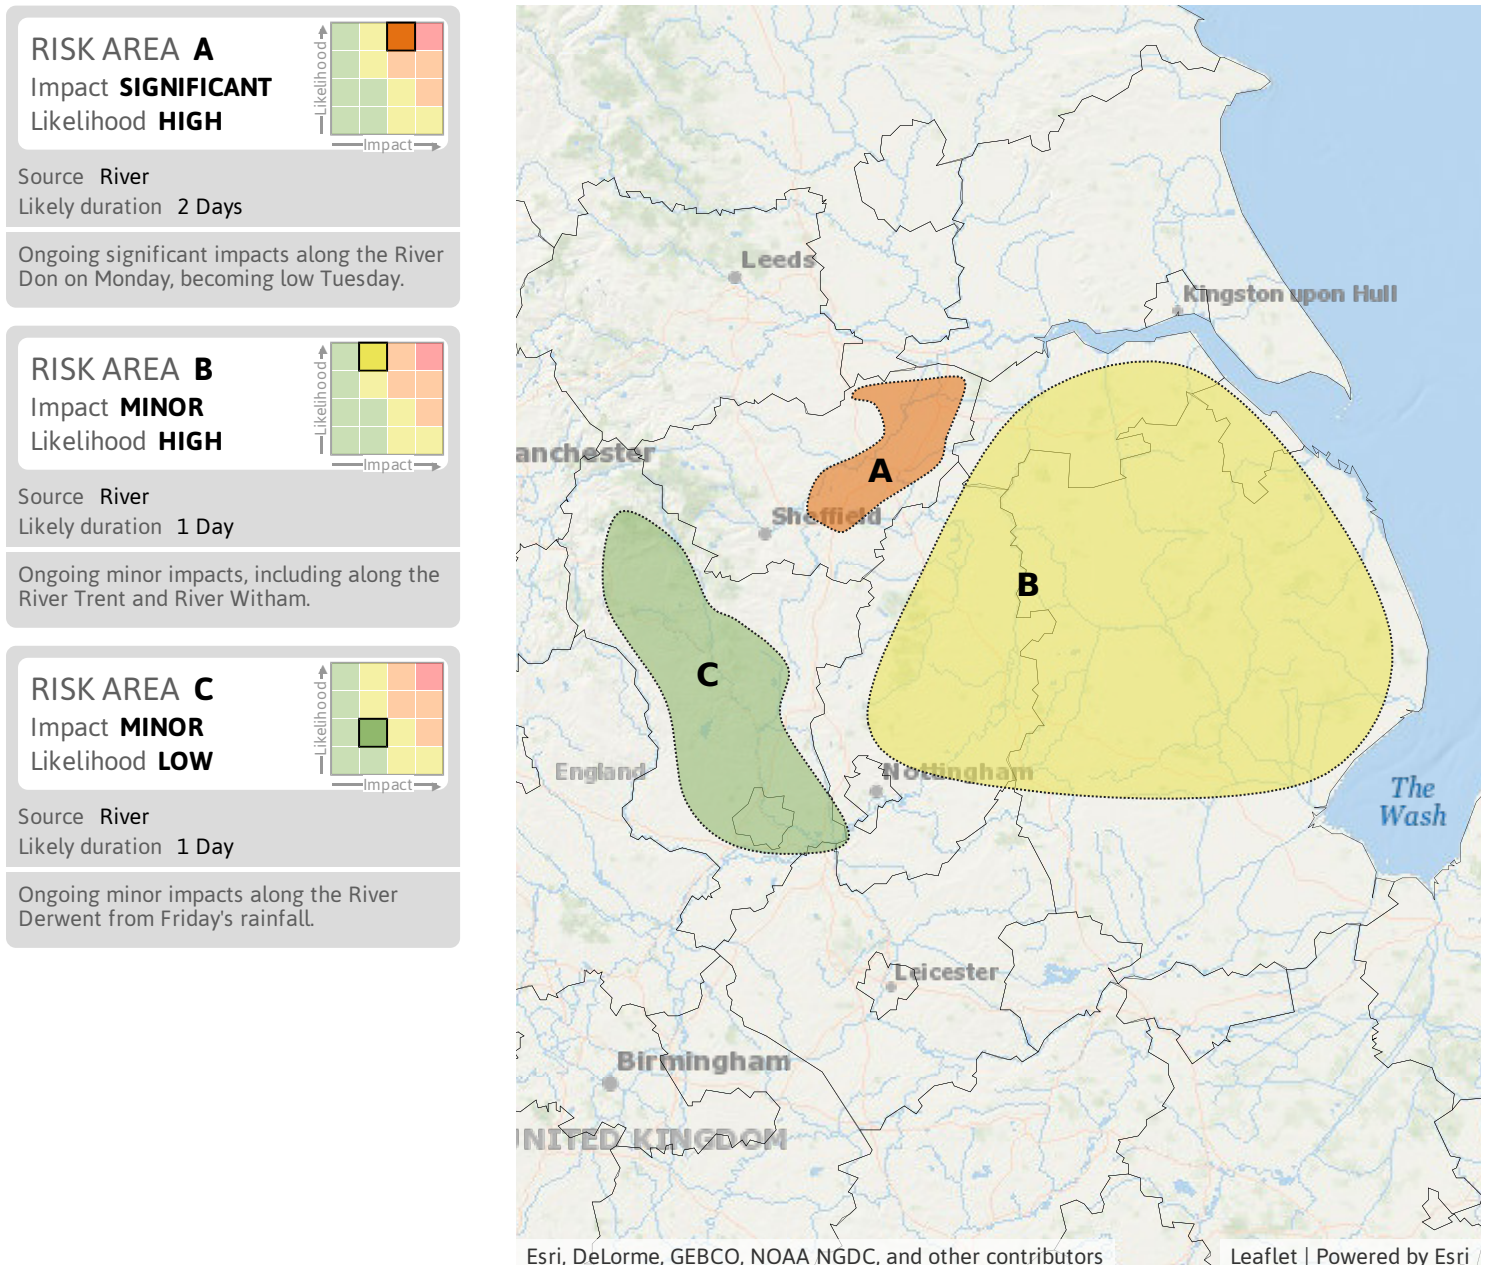 RISK AREA A
Impact SIGNIFICANT
Likelihood HIGH
Likelihood
Impact
Source River
Likely duration 2 Days
Ongoing significant impacts along the River
Don on Monday, becoming low Tuesday.
RISK AREA B
Impact MINOR
Likelihood HIGH
Likelihood
Impact
Source River
Likely duration 1 Day
Ongoing minor impacts, including along the
River Trent and River Witham.
RISK AREA C
Impact MINOR
Likelihood LOW
Likelihood
Impact
Source River
Likely duration 1 Day
Ongoing minor impacts along the River
Derwent from Friday's rainfall.
Leeds
Kingston upon Hull
anchester
A
Sheffield
B
C
England
Nottingham
The
Wash
Leicester
Birmingham
UNITED KINGDOM
Esri, DeLorme, GEBCO, NOAA NGDC, and other contributors
Leaflet | Powered by Esri